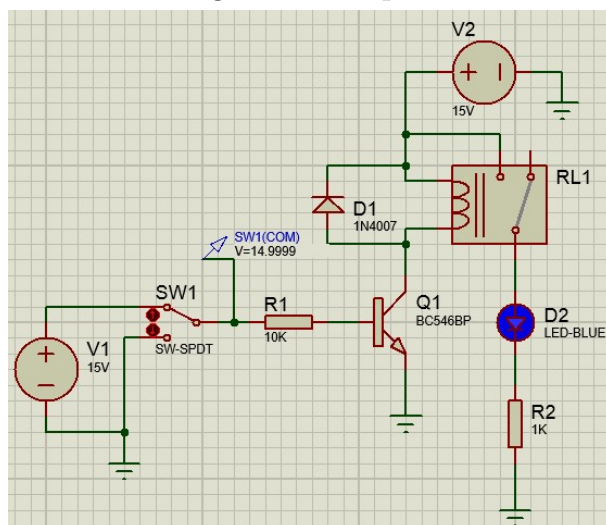 V2
15V
RL1
D1
1N4007
SW1(COM)
V=14.9999
SW1
R1
10K
Q1
BC546BP
D2
LED-BLUE
V1
15V
SW-SPDT
R2
1K